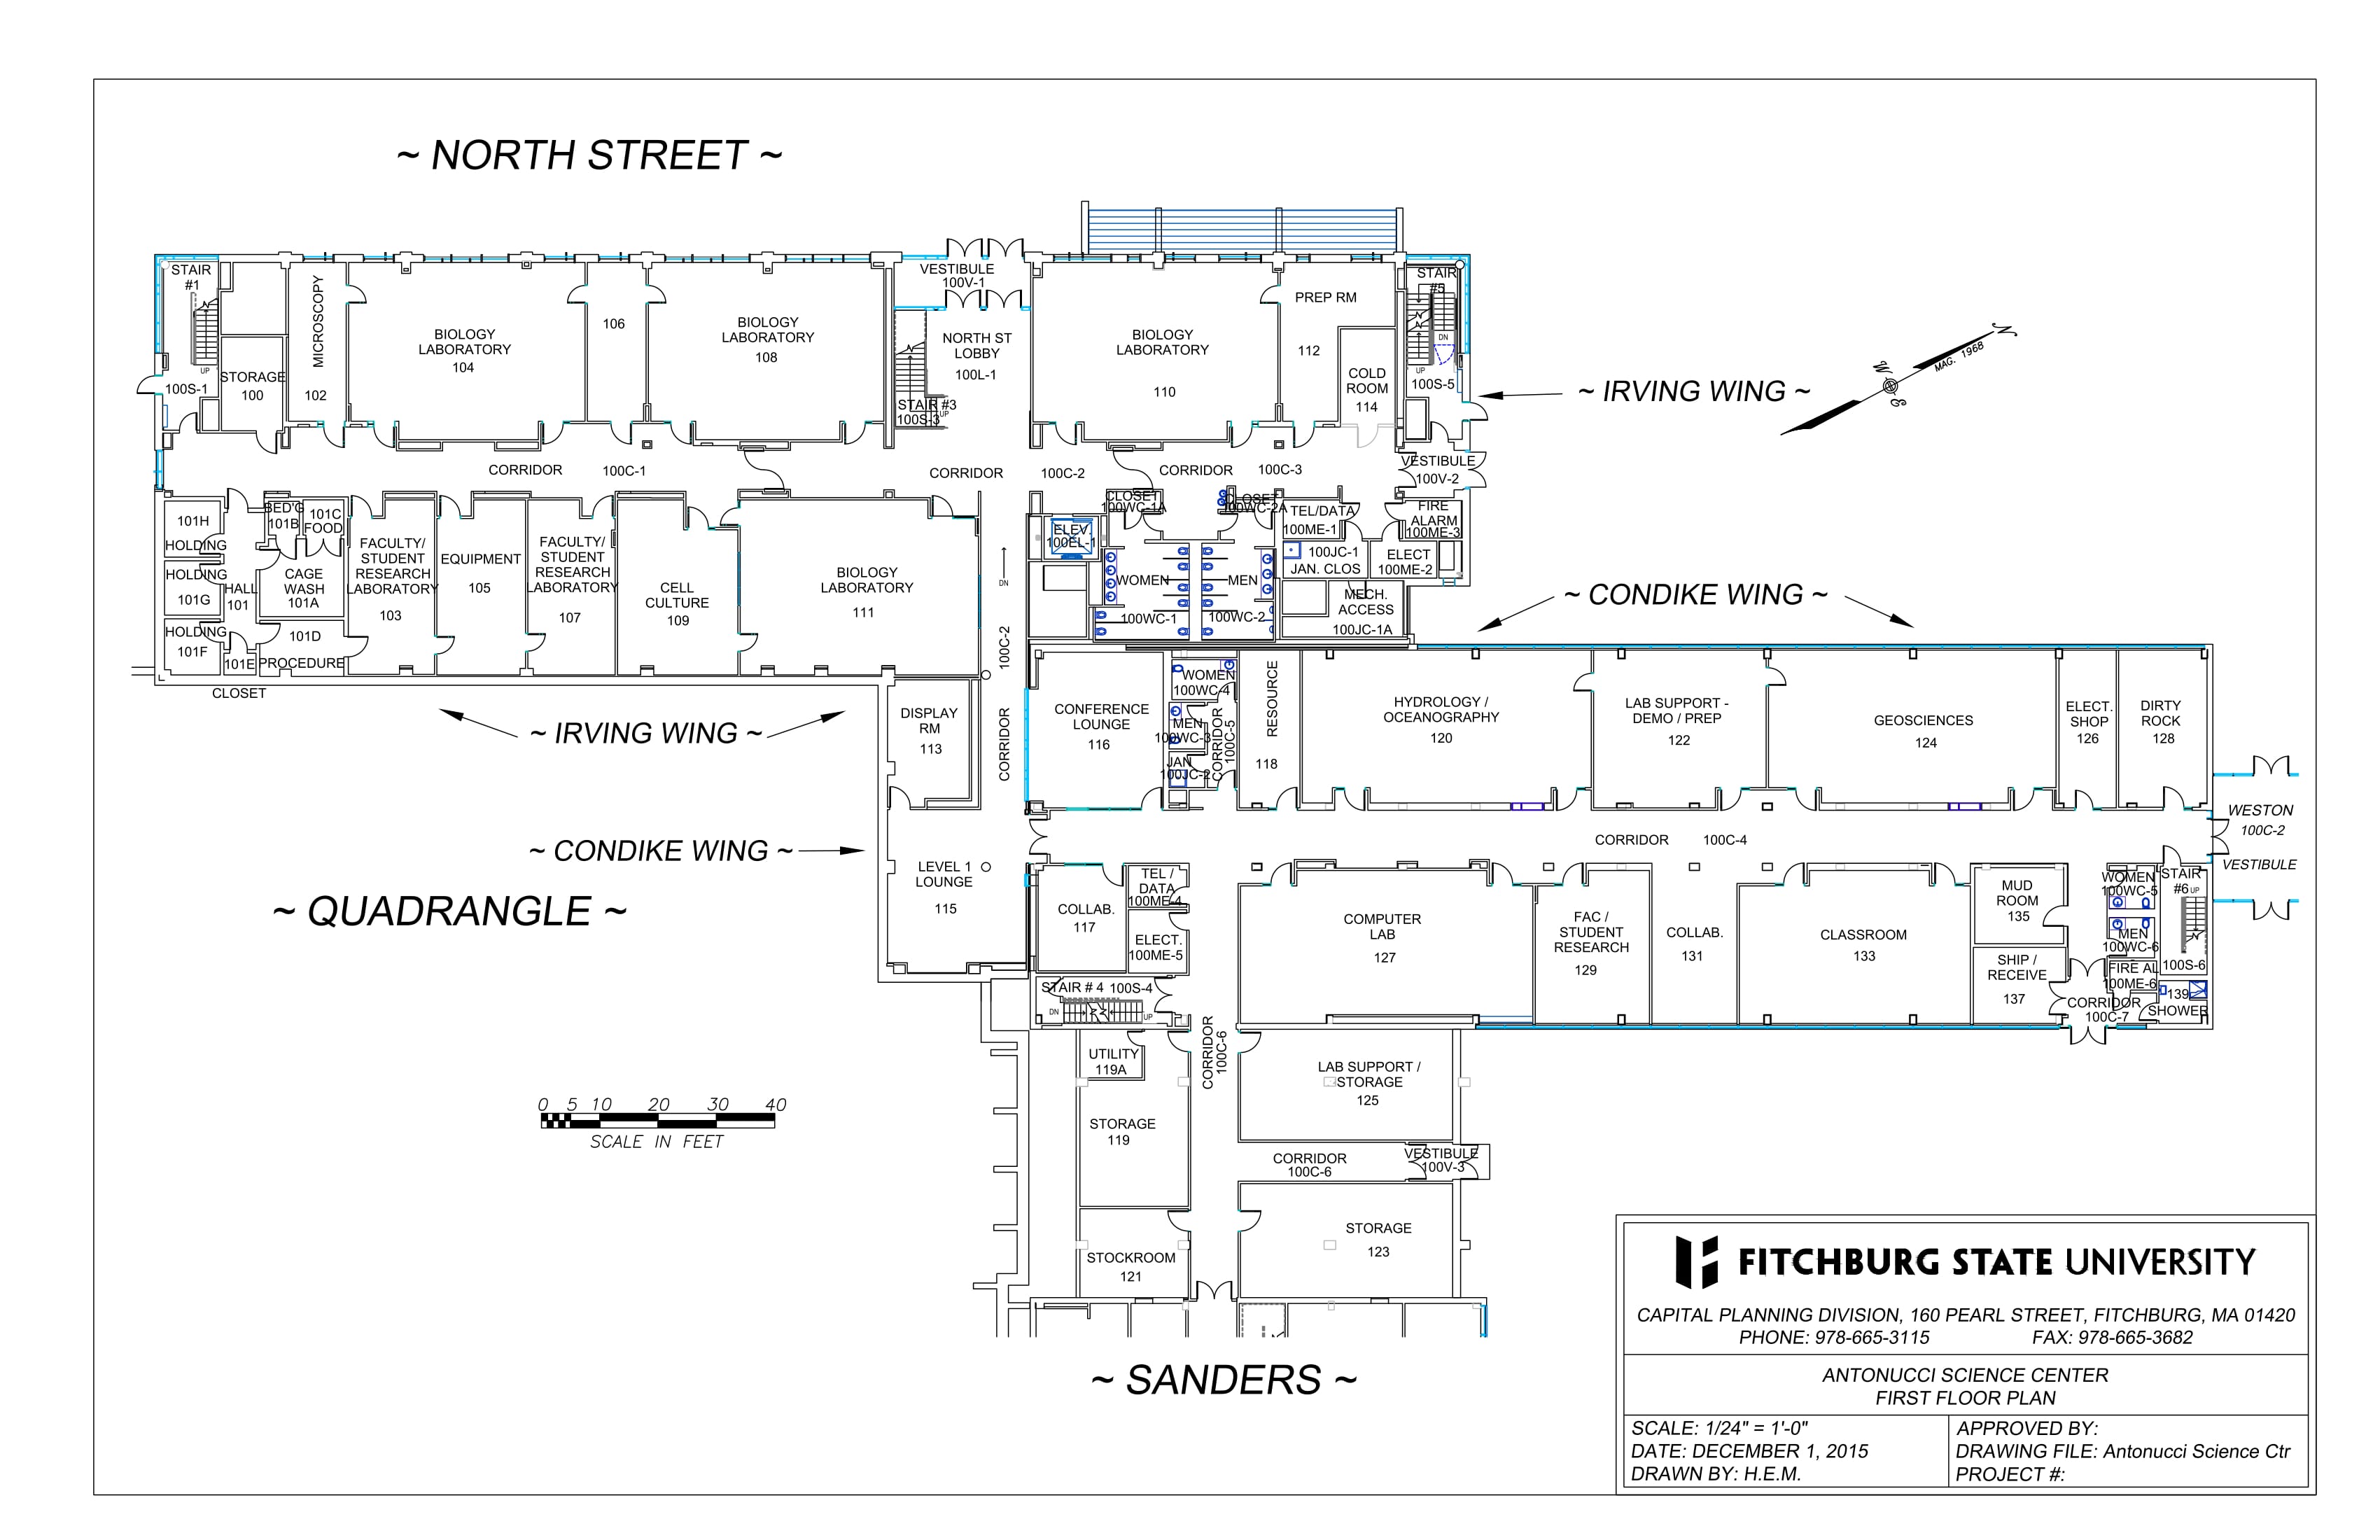 ~ NORTH STREET ~
STAIR
#1
UP
100S-1
STORAGE
100
MICROSCOPY
102
BIOLOGY
LABORATORY
104
106
BIOLOGY
LABORATORY
108
VESTIBULE
100V-1
NORTH ST
LOBBY
100L-1
STAIR #3
UP
100S-3
BIOLOGY
LABORATORY
110
PREP RM
112
COLD
ROOM
114
STAIR
#5
DN
UP
100S-5
~ IRVING WING ~
N
MAG. 1968
W
E
CORRIDOR 100C-1
CORRIDOR 100C-2
CORRIDOR 100C-3
VESTIBULE
100V-2
101H
HOLDING
HOLDING
101G
HOLDING
101F
HALL
101
101E
CLOSET
BED'G
101B
101C
FOOD
CAGE
WASH
101A
101D
PROCEDURE
FACULTY/
STUDENT
RESEARCH
LABORATORY
103
EQUIPMENT
105
FACULTY/
STUDENT
RESEARCH
LABORATORY
107
CELL
CULTURE
109
BIOLOGY
LABORATORY
111
DN
100C-2
CORRIDOR
ELEV.
100EL-1
CLOSET
100WC-1A
CLOSET
100WC-2A
WOMEN
100WC-1
MEN
100WC-2
TEL/DATA
100ME-1
FIRE
ALARM
100ME-3
100JC-1
JAN. CLOS
ELECT
100ME-2
MECH.
ACCESS
100JC-1A
~ CONDIKE WING ~
~ IRVING WING ~
DISPLAY
RM
113
CONFERENCE
LOUNGE
116
WOMEN
100WC-4
MEN
100WC-3
JAN.
100JC-2
CORRIDOR
100C-5
RESOURCE
118
HYDROLOGY /
OCEANOGRAPHY
120
LAB SUPPORT -
DEMO / PREP
122
GEOSCIENCES
124
ELECT.
SHOP
126
DIRTY
ROCK
128
WESTON
100C-2
VESTIBULE
CORRIDOR 100C-4
~ CONDIKE WING ~
LEVEL 1
LOUNGE
115
~ QUADRANGLE ~
COLLAB.
117
TEL /
DATA
100ME-4
ELECT.
100ME-5
STAIR # 4 100S-4
DN
UP
COMPUTER
LAB
127
FAC /
STUDENT
RESEARCH
129
COLLAB.
131
CLASSROOM
133
MUD
ROOM
135
SHIP /
RECEIVE
137
WOMEN
100WC-5
MEN
100WC-6
FIRE AL
100ME-6
CORRIDOR
100C-7
STAIR
#6
UP
100S-6
139
SHOWER
UTILITY
119A
STORAGE
119
STOCKROOM
121
CORRIDOR
100C-6
LAB SUPPORT /
STORAGE
125
CORRIDOR
100C-6
VESTIBULE
100V-3
STORAGE
123
0 5 10 20 30 40
SCALE IN FEET
~ SANDERS ~
FITCHBURG STATE UNIVERSITY
CAPITAL PLANNING DIVISION, 160 PEARL STREET, FITCHBURG, MA 01420
PHONE: 978-665-3115 FAX: 978-665-3682
ANTONUCCI SCIENCE CENTER
FIRST FLOOR PLAN
SCALE: 1/24" = 1'-0"
DATE: DECEMBER 1, 2015
DRAWN BY: H.E.M.
APPROVED BY:
DRAWING FILE: Antonucci Science Ctr
PROJECT #: